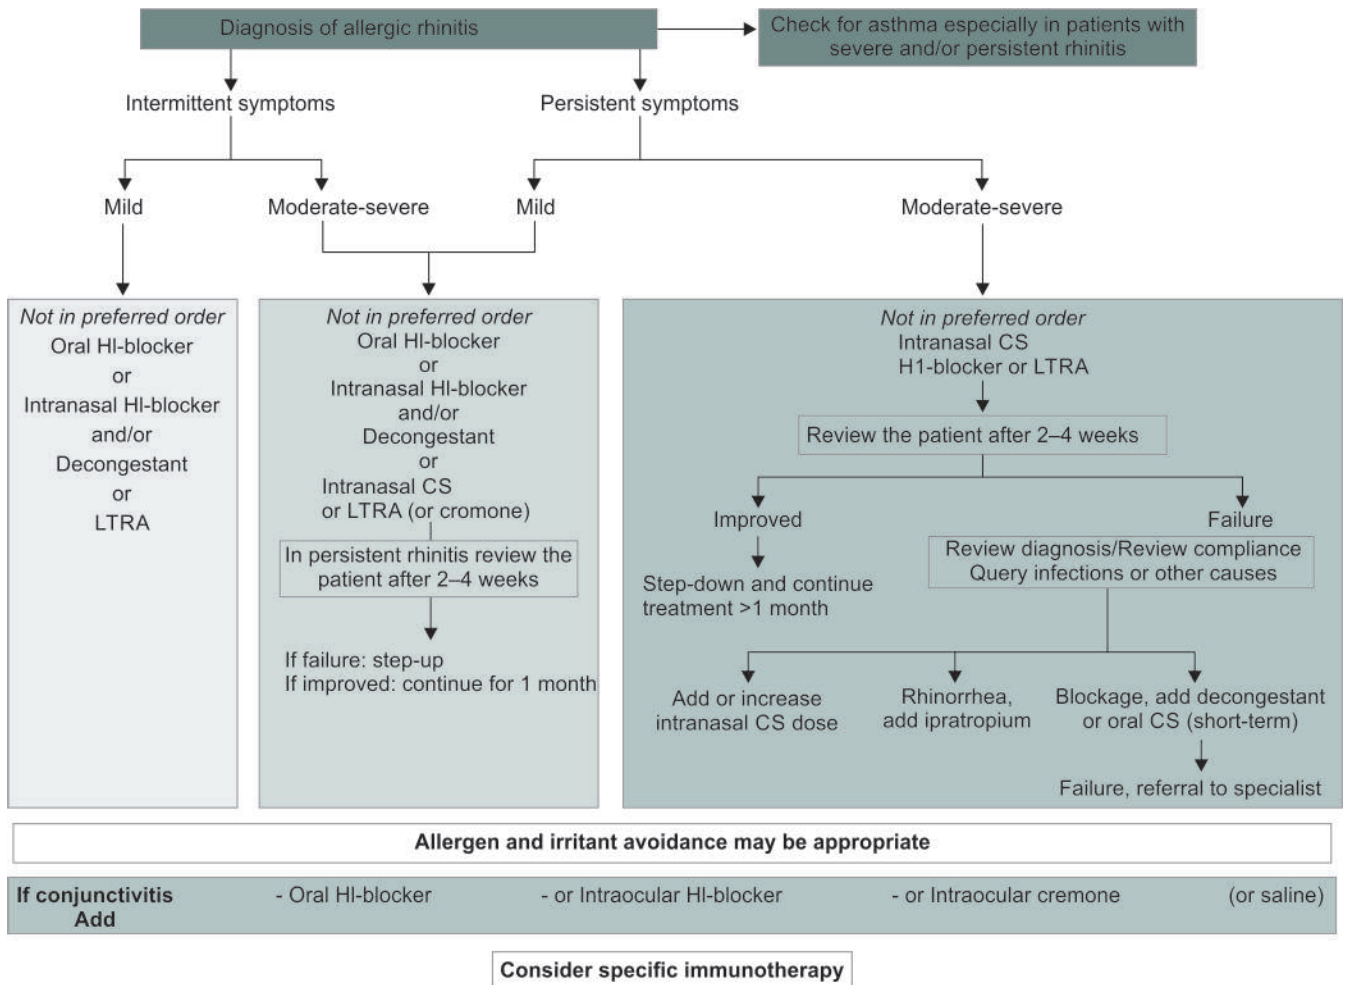 Diagnosis of allergic rhinitis
Check for asthma especially in patients with
severe and/or persistent rhinitis
Intermittent symptoms
Persistent symptoms
Mild
Moderate-severe
Mild
Moderate-severe
Not in preferred order
Oral HI-blocker
or
Intranasal HI-blocker
and/or
Decongestant
or
LTRA
Not in preferred order
Oral HI-blocker
or
Intranasal HI-blocker
and/or
Decongestant
or
Intranasal CS
or LTRA (or cromone)
In persistent rhinitis review the
patient after 2–4 weeks
If failure: step-up
If improved: continue for 1 month
Not in preferred order
Intranasal CS
H1-blocker or LTRA
Review the patient after 2–4 weeks
Improved
Step-down and continue
treatment >1 month
Failure
Review diagnosis/Review compliance
Query infections or other causes
Add or increase
intranasal CS dose
Rhinorrhea,
add ipratropium
Blockage, add decongestant
or oral CS (short-term)
Failure, referral to specialist
Allergen and irritant avoidance may be appropriate
If conjunctivitis - Oral HI-blocker - or Intraocular HI-blocker - or Intraocular cremone (or saline)
Add
Consider specific immunotherapy